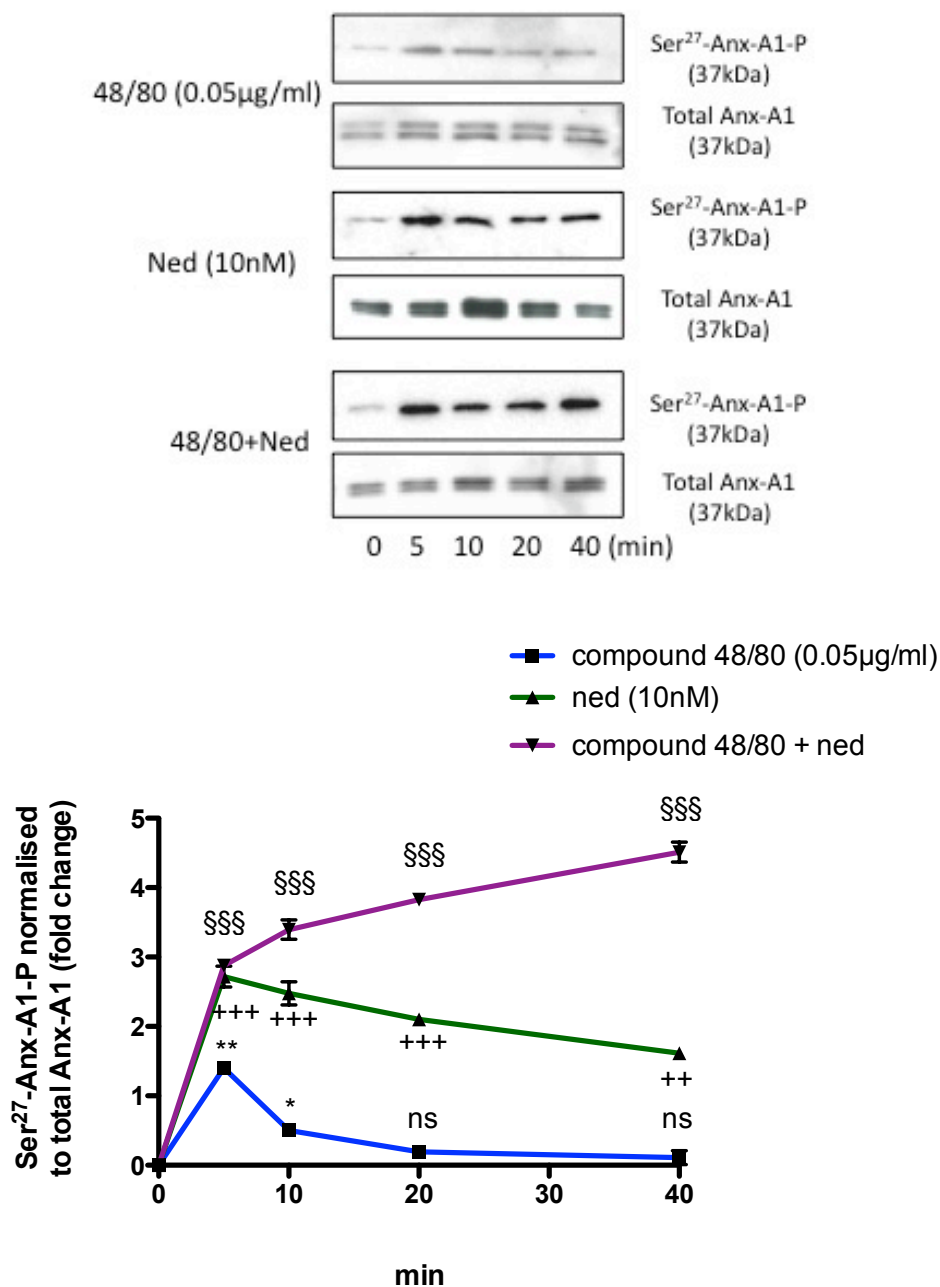 48/80 (0.05µg/ml)
Ser²⁷-Anx-A1-P
(37kDa)
Total Anx-A1
(37kDa)
Ned (10nM)
Ser²⁷-Anx-A1-P
(37kDa)
Total Anx-A1
(37kDa)
48/80+Ned
Ser²⁷-Anx-A1-P
(37kDa)
Total Anx-A1
(37kDa)
0 5 10 20 40 (min)
compound 48/80 (0.05µg/ml)
ned (10nM)
compound 48/80 + ned
Ser²⁷-Anx-A1-P normalised
to total Anx-A1 (fold change)
5
4
3
2
1
0
§§§
§§§
§§§
§§§
+++
+++
+++
++
**
*
ns
ns
0 10 20 30 40
min